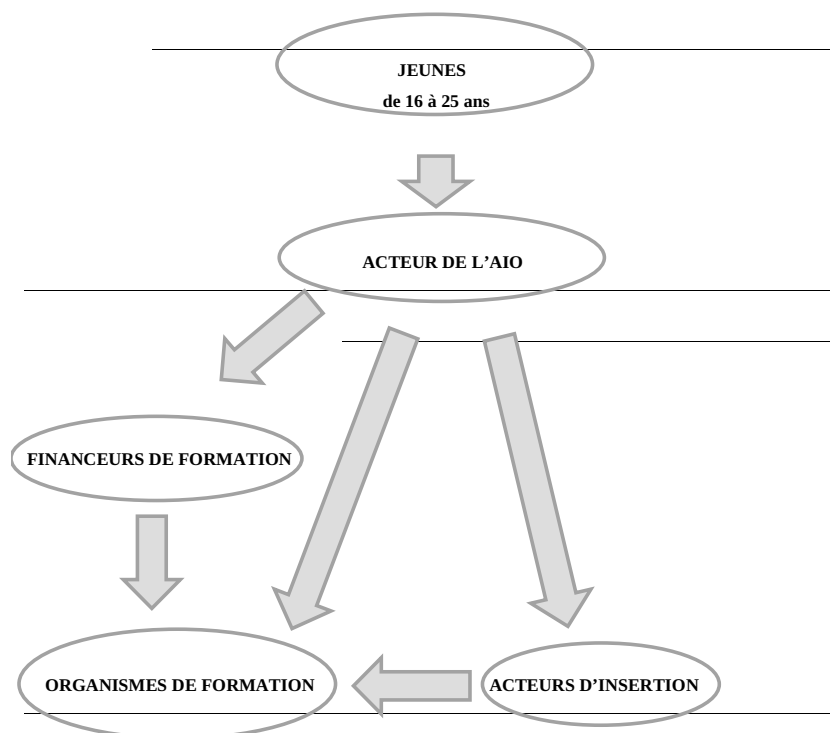 JEUNES
de 16 à 25 ans
ACTEUR DE L’AIO
FINANCEURS DE FORMATION
ORGANISMES DE FORMATION
ACTEURS D’INSERTION